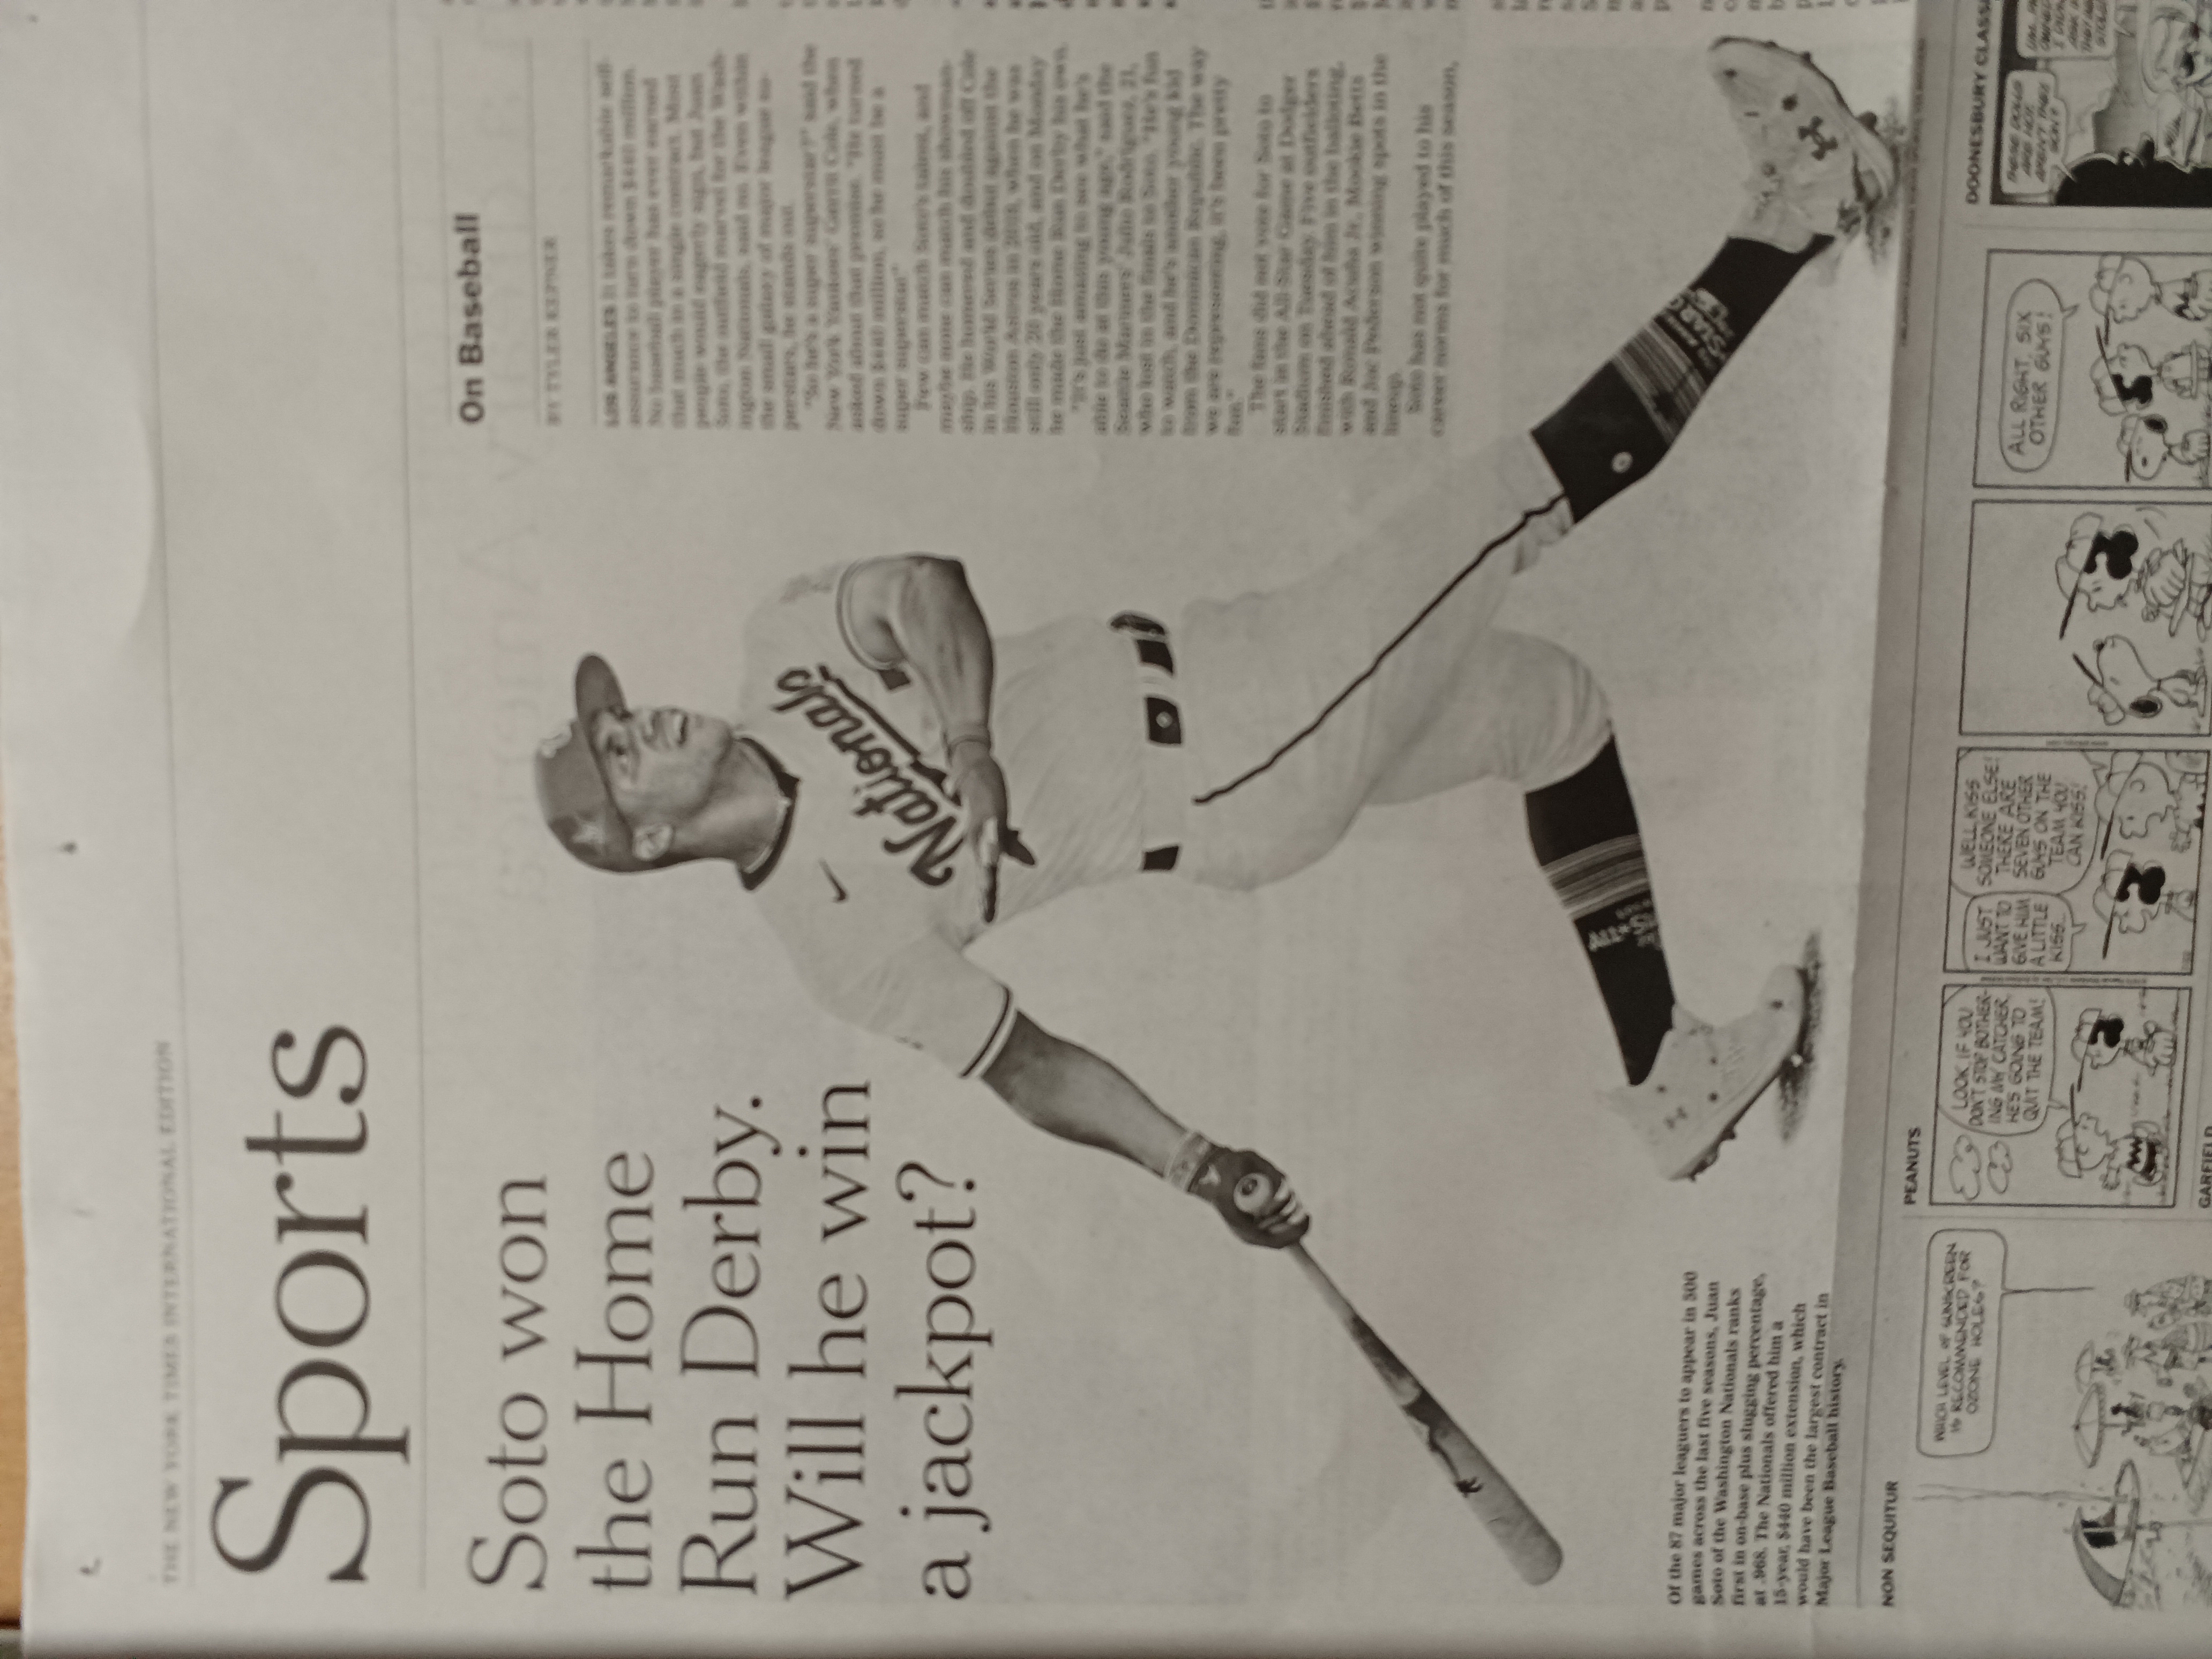 THE NEW YORK TIMES INTERNATIONAL EDITION
Sports
Soto won
the Home
Run Derby.
Will he win
a jackpot?
On Baseball
BY TYLER KEPNER
LOS ANGELES It takes remarkable self-
assurance to turn down $440 million.
No baseball player has ever earned
that much in a single contract. Most
people would eagerly sign, but Juan
Soto, the outfield marvel for the Wash-
ington Nationals, said no. Even within
the small galaxy of major league su-
perstars, he stands out.
"So he's a super superstar?" said the
New York Yankees' Gerrit Cole, when
asked about that premise. "He turned
down $440 million, so he must be a
super superstar."
Few can match Soto's talent, and
maybe none can match his showman-
ship. He homered and doubled off Cole
in his World Series debut against the
Houston Astros in 2019, when he was
still only 20 years old, and on Monday
he made the Home Run Derby his own.
"It's just amazing to see what he's
able to do at this young age," said the
Seattle Mariners' Julio Rodríguez, 21,
who lost in the finals to Soto. "He's fun
to watch, and he's another young kid
from the Dominican Republic. The way
we are representing, it's been pretty
fun."
The fans did not vote for Soto to
start in the All-Star Game at Dodger
Stadium on Tuesday. Five outfielders
finished ahead of him in the balloting,
with Ronald Acuña Jr., Mookie Betts
and Joc Pederson winning spots in the
lineup.
Soto has not quite played to his
career norms for much of this season,
Nationals
Of the 87 major leaguers to appear in 500
games across the last five seasons, Juan
Soto of the Washington Nationals ranks
first in on-base plus slugging percentage,
at .968. The Nationals offered him a
15-year, $440 million extension, which
would have been the largest contract in
Major League Baseball history.
NON SEQUITUR
WHICH LEVEL OF SUNSCREEN
IS RECOMMENDED FOR
OZONE HOLES?
PEANUTS
LOOK, IF YOU
DON'T STOP BOTHER-
ING MY CATCHER,
HE'S GOING TO
QUIT THE TEAM!
I JUST
WANT TO
GIVE HIM
A LITTLE
KISS...
WELL, KISS
SOMEONE ELSE!
THERE ARE
SEVEN OTHER
GUYS ON THE
TEAM YOU
CAN KISS!
ALL RIGHT, SIX
OTHER GUYS!
DOONESBURY CLASS
THESE DOLLS
ARE HOT,
AREN'T THEY
GARFIELD